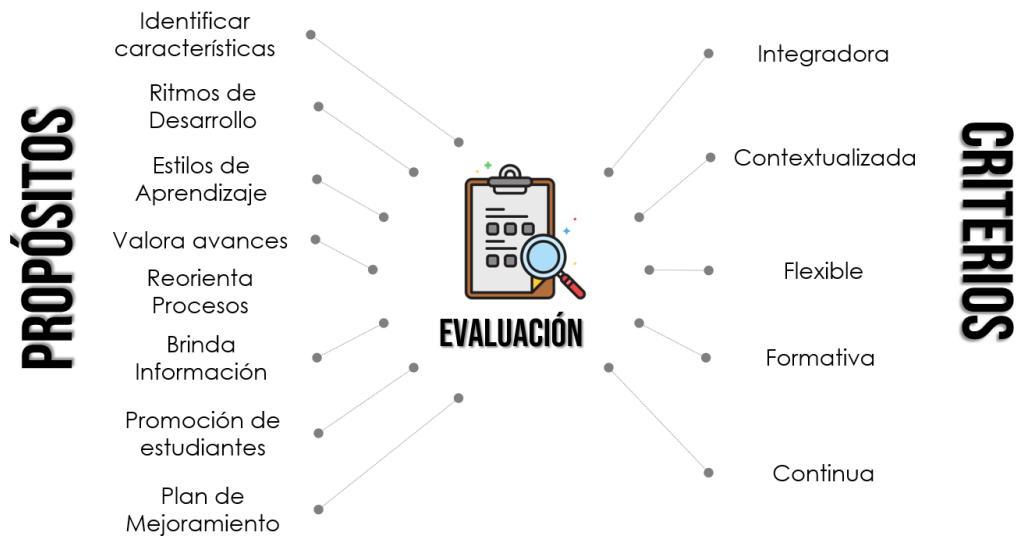 PROPÓSITOS
Identificar
características
Ritmos de
Desarrollo
Estilos de
Aprendizaje
Valora avances
Reorienta
Procesos
Brinda
Información
Promoción de
estudiantes
Plan de
Mejoramiento
EVALUACIÓN
Integradora
Contextualizada
Flexible
Formativa
Continua
CRITERIOS